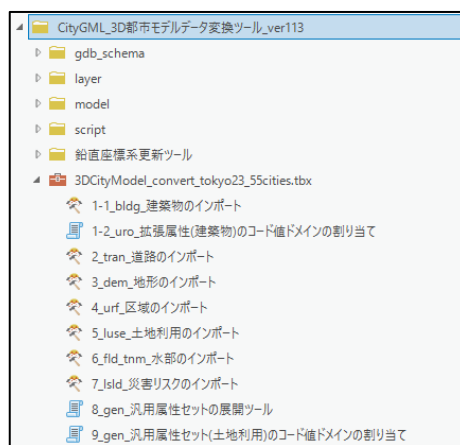 CityGML_3D都市モデルデータ変換ツール_ver113
gdb_schema
layer
model
script
鉛直座標系更新ツール
3DCityModel_convert_tokyo23_55cities.tbx
1-1_bldg_建築物のインポート
1-2_uro_拡張属性(建築物)のコード値ドメインの割り当て
2_tran_道路のインポート
3_dem_地形のインポート
4_urf_区域のインポート
5_luse_土地利用のインポート
6_fld_tnm_水部のインポート
7_lsld_災害リスクのインポート
8_gen_汎用属性セットの展開ツール
9_gen_汎用属性セット(土地利用)のコード値ドメインの割り当て